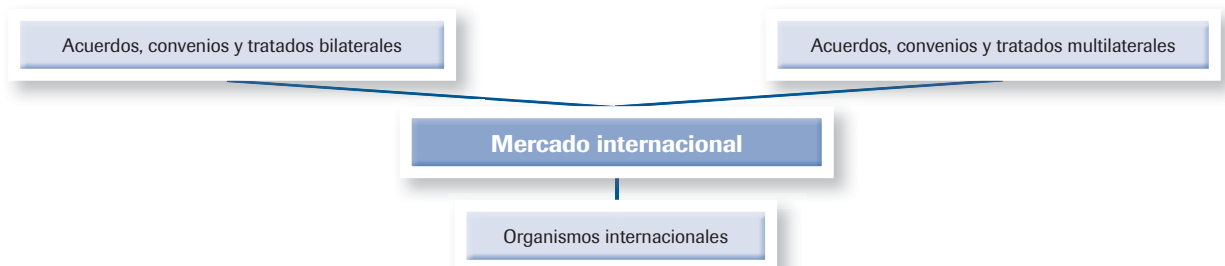 Acuerdos, convenios y tratados bilaterales
Acuerdos, convenios y tratados multilaterales
Mercado internacional
Organismos internacionales